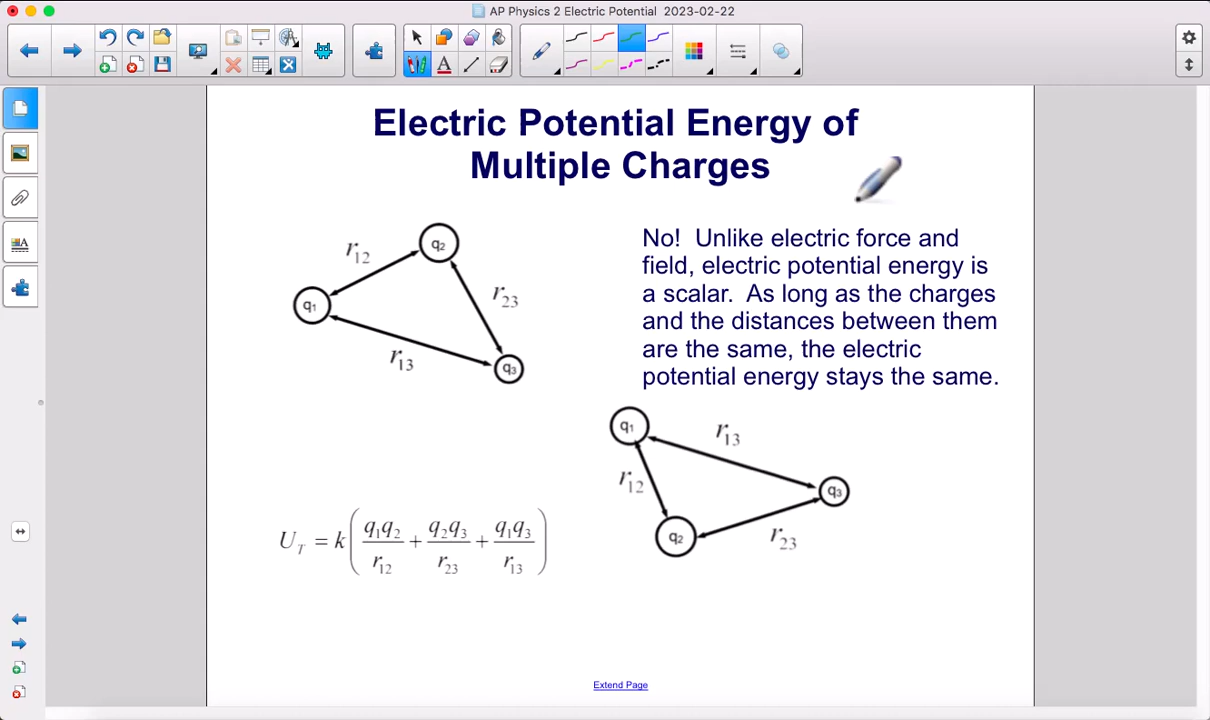 AP Physics 2 Electric Potential  2023-02-22
Electric Potential Energy of
Multiple Charges
q2
r12
q1
r23
r13
q3
No!  Unlike electric force and
field, electric potential energy is
a scalar.  As long as the charges
and the distances between them
are the same, the electric
potential energy stays the same.
q1
r13
r12
q3
q2
r23
U_T = k(q1q2/r12 + q2q3/r23 + q1q3/r13)
Extend Page